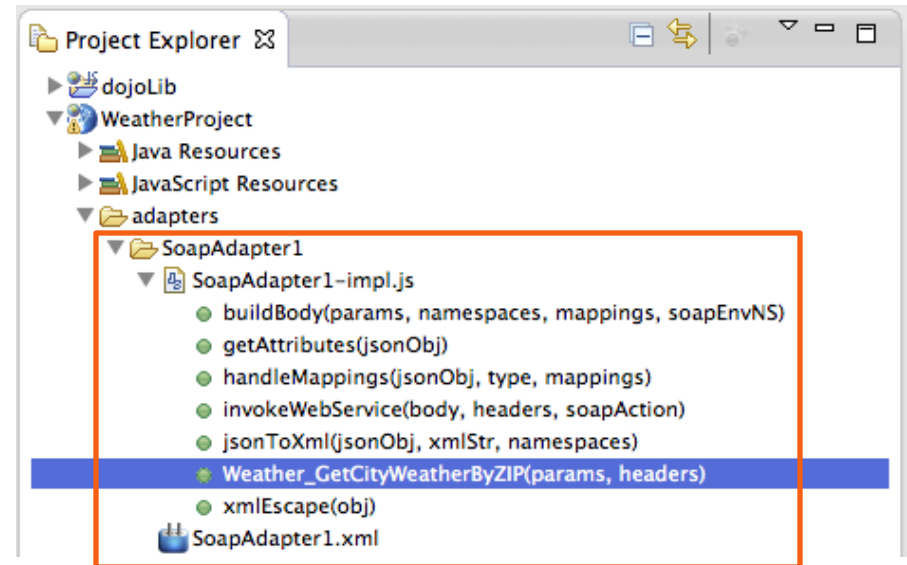 Project Explorer
dojoLib
WeatherProject
Java Resources
JavaScript Resources
adapters
SoapAdapter1
SoapAdapter1-impl.js
buildBody(params, namespaces, mappings, soapEnvNS)
getAttributes(jsonObj)
handleMappings(jsonObj, type, mappings)
invokeWebService(body, headers, soapAction)
jsonToXml(jsonObj, xmlStr, namespaces)
Weather_GetCityWeatherByZIP(params, headers)
xmlEscape(obj)
SoapAdapter1.xml